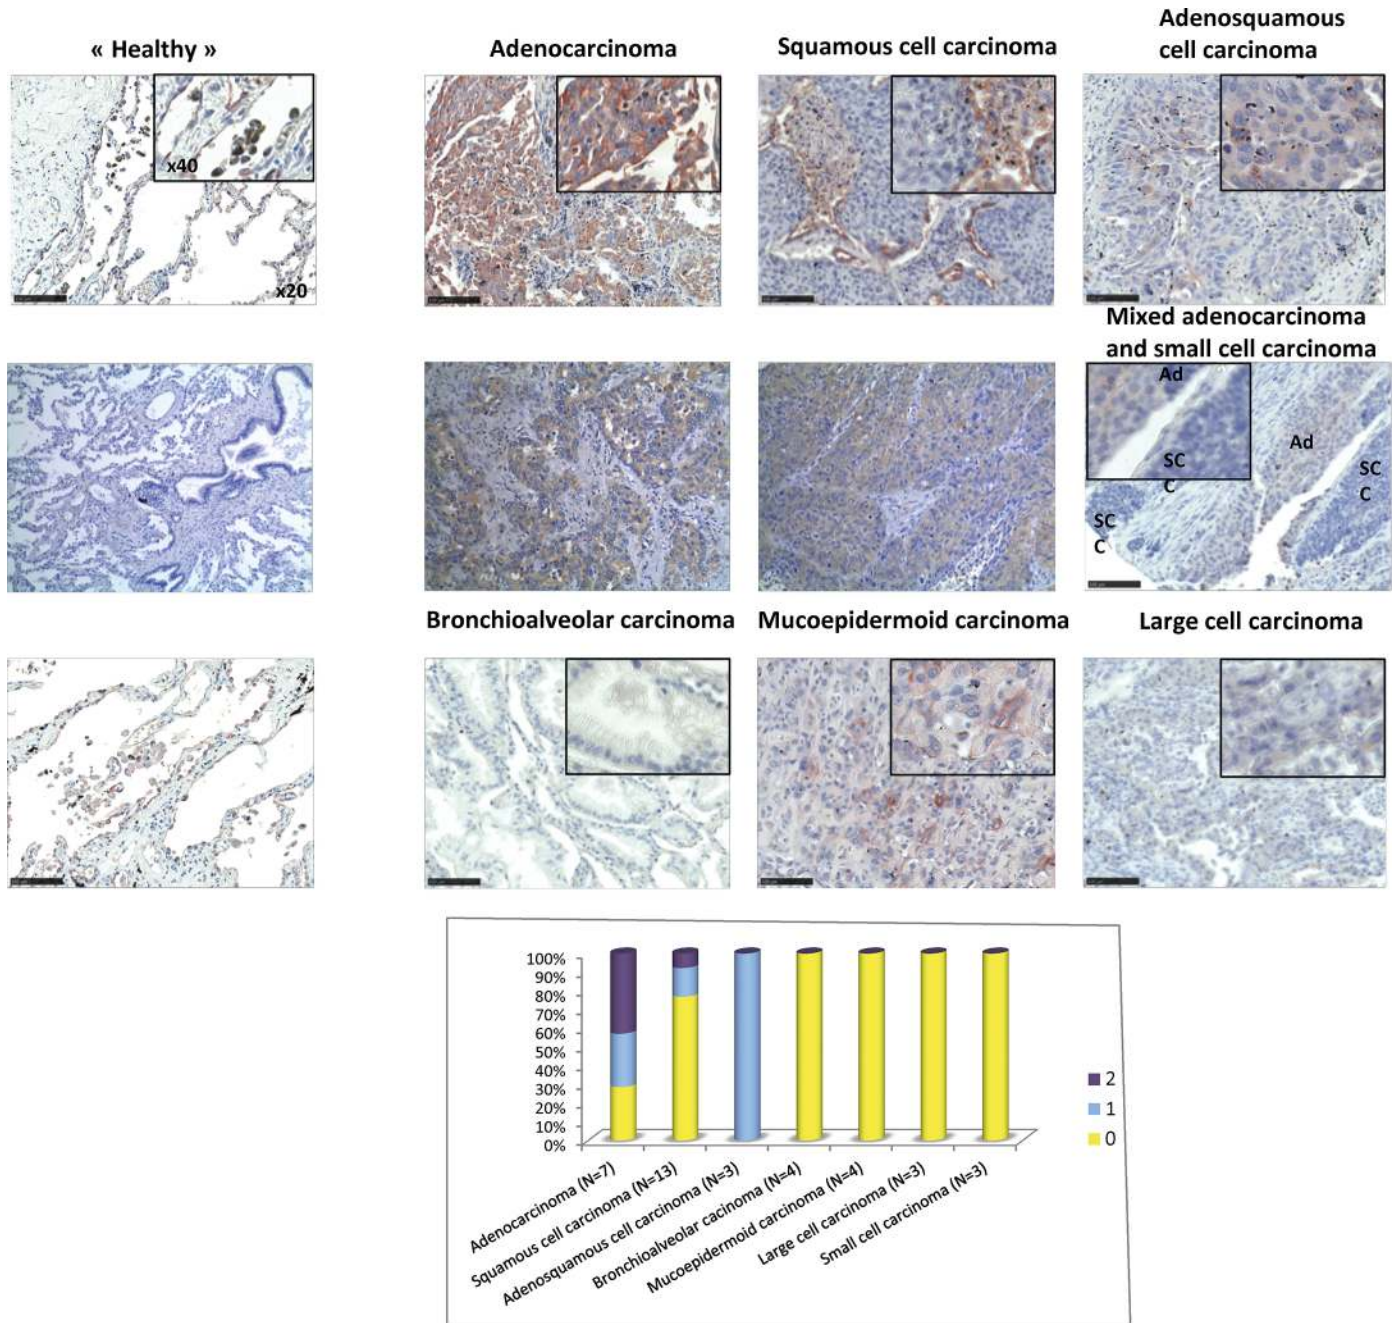 « Healthy »
Adenocarcinoma
Squamous cell carcinoma
Adenosquamous
cell carcinoma
x40
x20
Mixed adenocarcinoma
and small cell carcinoma
Ad
SC
C
Ad
SC
C
SC
C
Bronchioalveolar carcinoma
Mucoepidermoid carcinoma
Large cell carcinoma
100%
90%
80%
70%
60%
50%
40%
30%
20%
10%
0%
2
1
0
Adenocarcinoma (N=7)
Squamous cell carcinoma (N=13)
Adenosquamous cell carcinoma (N=3)
Bronchioalveolar cacinoma (N=4)
Mucoepidermoid carcinoma (N=4)
Large cell carcinoma (N=3)
Small cell carcinoma (N=3)